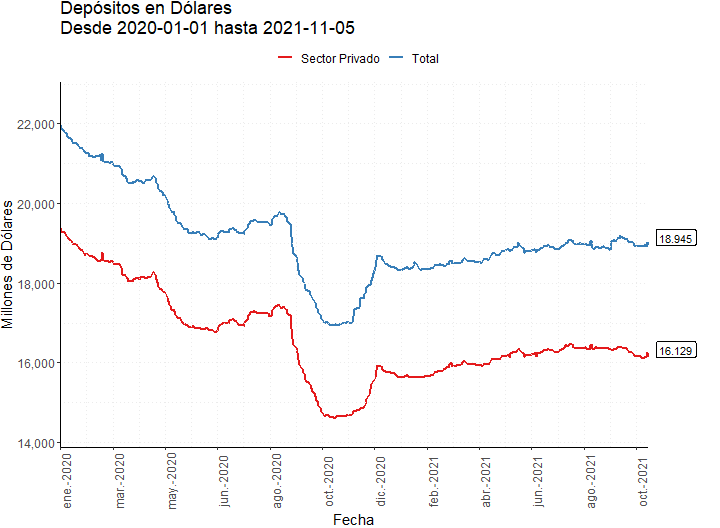 Depósitos en Dólares
Desde 2020-01-01 hasta 2021-11-05
Sector Privado Total
Millones de Dólares
22,000
20,000
18,000
16,000
14,000
18.945
16.129
ene.-2020
mar.-2020
may.-2020
jun.-2020
ago.-2020
oct.-2020
dic.-2020
feb.-2021
abr.-2021
jun.-2021
ago.-2021
oct.-2021
Fecha